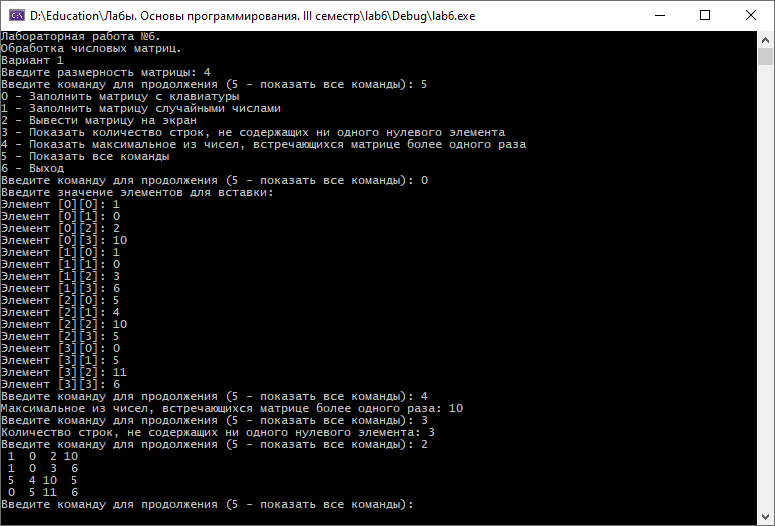 D:\Education\Лабы. Основы программирования. III семестр\lab6\Debug\lab6.exe
Лабораторная работа №6.
Обработка числовых матриц.
Вариант 1
Введите размерность матрицы: 4
Введите команду для продолжения (5 - показать все команды): 5
0 - Заполнить матрицу с клавиатуры
1 - Заполнить матрицу случайными числами
2 - Вывести матрицу на экран
3 - Показать количество строк, не содержащих ни одного нулевого элемента
4 - Показать максимальное из чисел, встречающихся матрице более одного раза
5 - Показать все команды
6 - Выход
Введите команду для продолжения (5 - показать все команды): 0
Введите значение элементов для вставки:
Элемент [0][0]: 1
Элемент [0][1]: 0
Элемент [0][2]: 2
Элемент [0][3]: 10
Элемент [1][0]: 1
Элемент [1][1]: 0
Элемент [1][2]: 3
Элемент [1][3]: 6
Элемент [2][0]: 5
Элемент [2][1]: 4
Элемент [2][2]: 10
Элемент [2][3]: 5
Элемент [3][0]: 0
Элемент [3][1]: 5
Элемент [3][2]: 11
Элемент [3][3]: 6
Введите команду для продолжения (5 - показать все команды): 4
Максимальное из чисел, встречающихся матрице более одного раза: 10
Введите команду для продолжения (5 - показать все команды): 3
Количество строк, не содержащих ни одного нулевого элемента: 3
Введите команду для продолжения (5 - показать все команды): 2
1 0 2 10
1 0 3 6
5 4 10 5
0 5 11 6
Введите команду для продолжения (5 - показать все команды):